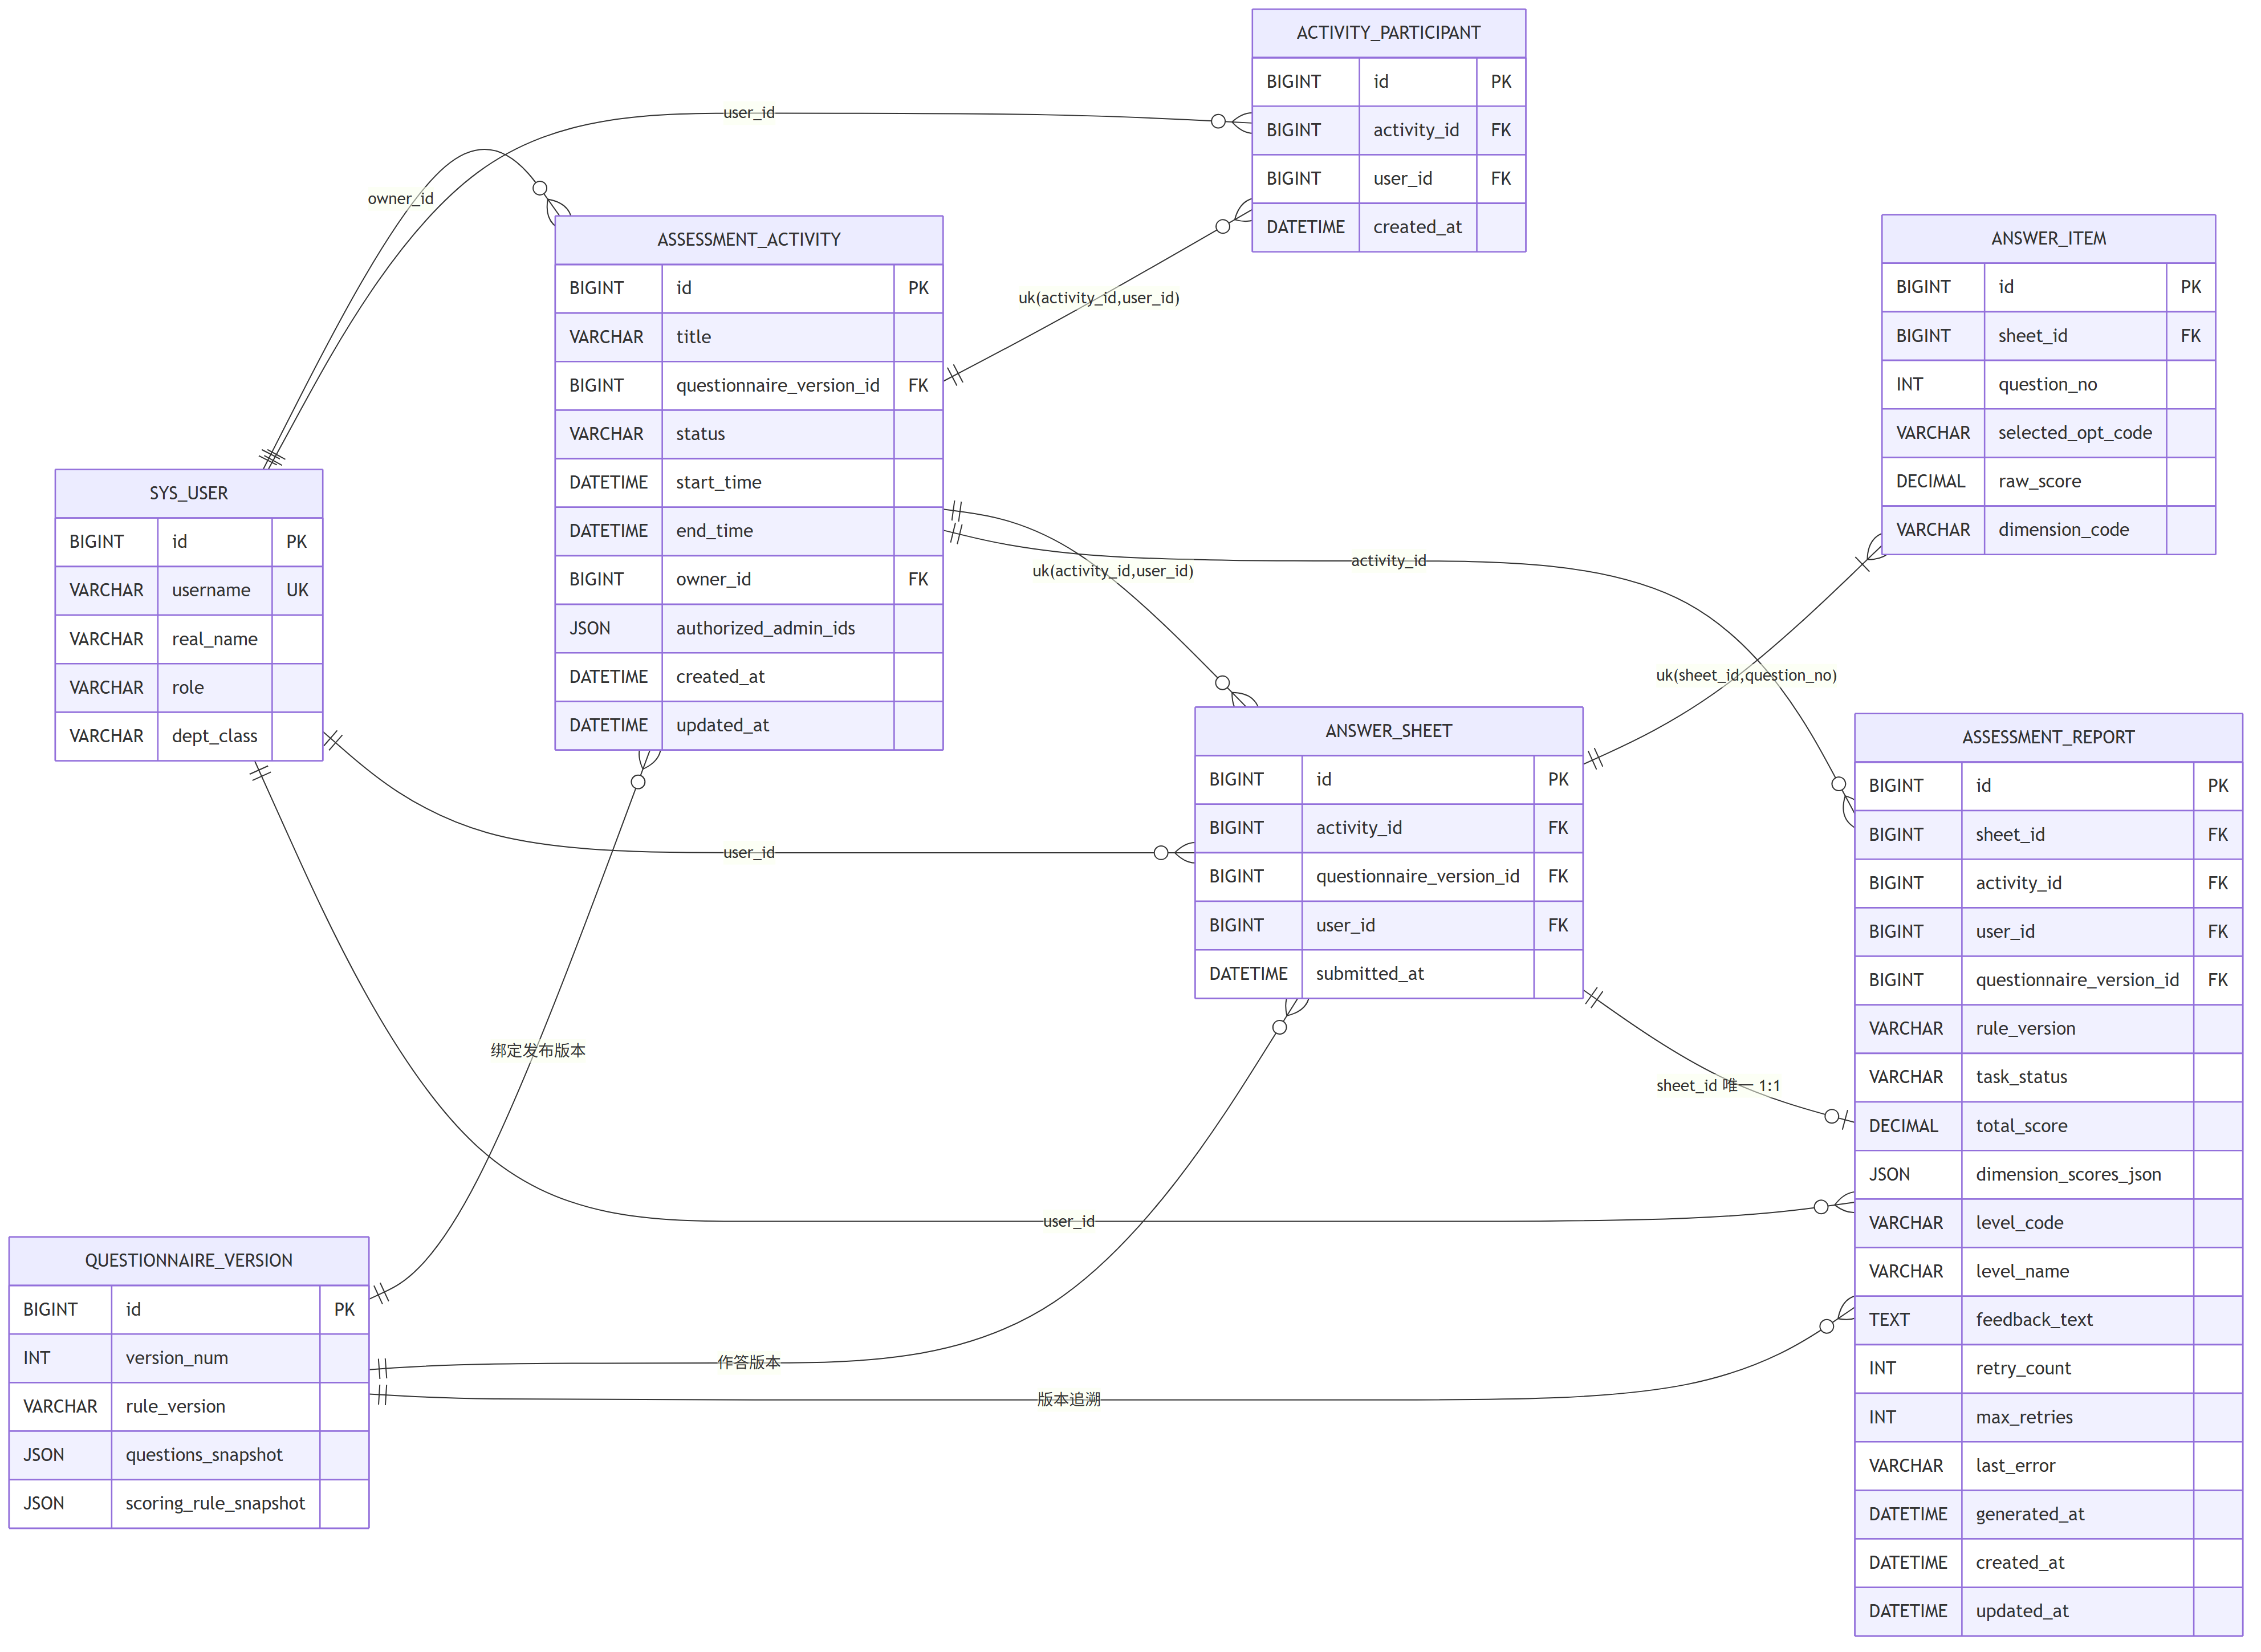 ACTIVITY_PARTICIPANT
BIGINT id PK
BIGINT activity_id FK
BIGINT user_id FK
DATETIME created_at
user_id
owner_id
uk(activity_id,user_id)
ASSESSMENT_ACTIVITY
BIGINT id PK
VARCHAR title
BIGINT questionnaire_version_id FK
VARCHAR status
DATETIME start_time
DATETIME end_time
BIGINT owner_id FK
JSON authorized_admin_ids
DATETIME created_at
DATETIME updated_at
ANSWER_ITEM
BIGINT id PK
BIGINT sheet_id FK
INT question_no
VARCHAR selected_opt_code
DECIMAL raw_score
VARCHAR dimension_code
SYS_USER
BIGINT id PK
VARCHAR username UK
VARCHAR real_name
VARCHAR role
VARCHAR dept_class
uk(activity_id,user_id)
activity_id
uk(sheet_id,question_no)
user_id
ANSWER_SHEET
BIGINT id PK
BIGINT activity_id FK
BIGINT questionnaire_version_id FK
BIGINT user_id FK
DATETIME submitted_at
ASSESSMENT_REPORT
BIGINT id PK
BIGINT sheet_id FK
BIGINT activity_id FK
BIGINT user_id FK
BIGINT questionnaire_version_id FK
VARCHAR rule_version
VARCHAR task_status
DECIMAL total_score
JSON dimension_scores_json
VARCHAR level_code
VARCHAR level_name
TEXT feedback_text
INT retry_count
INT max_retries
VARCHAR last_error
DATETIME generated_at
DATETIME created_at
DATETIME updated_at
绑定发布版本
sheet_id 唯一 1:1
user_id
QUESTIONNAIRE_VERSION
BIGINT id PK
INT version_num
VARCHAR rule_version
JSON questions_snapshot
JSON scoring_rule_snapshot
作答版本
版本追溯